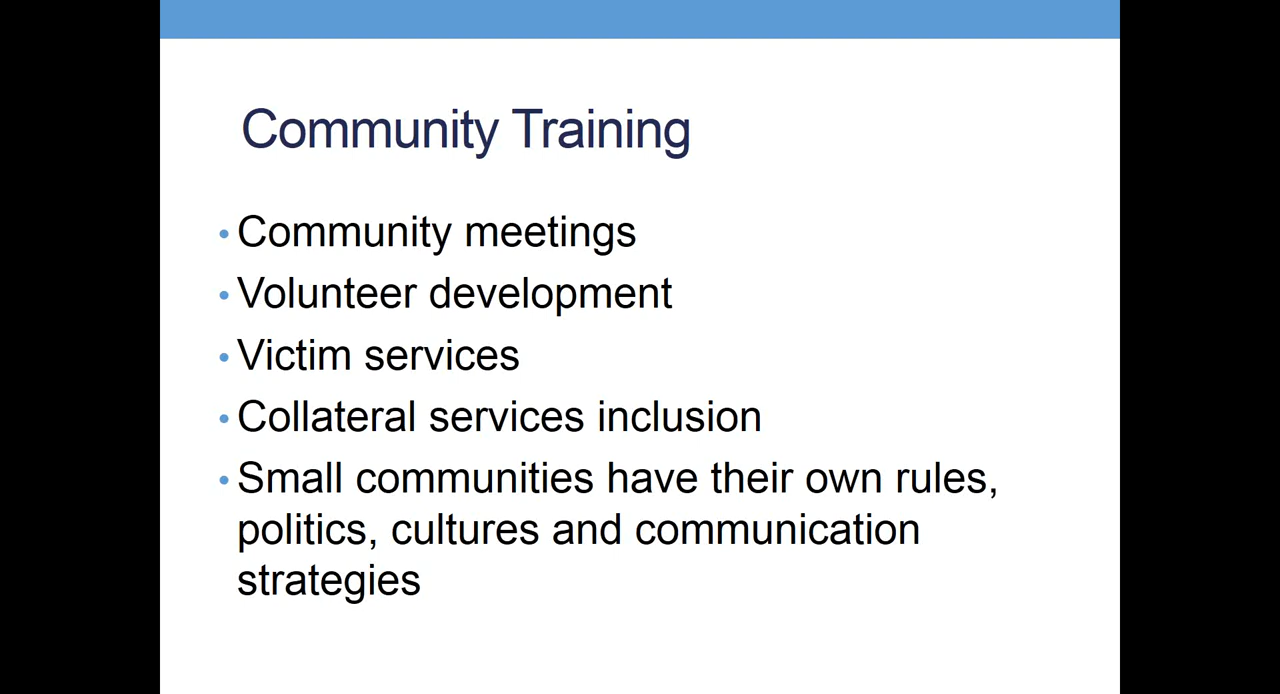 Community Training
• Community meetings
• Volunteer development
• Victim services
• Collateral services inclusion
• Small communities have their own rules,
politics, cultures and communication
strategies